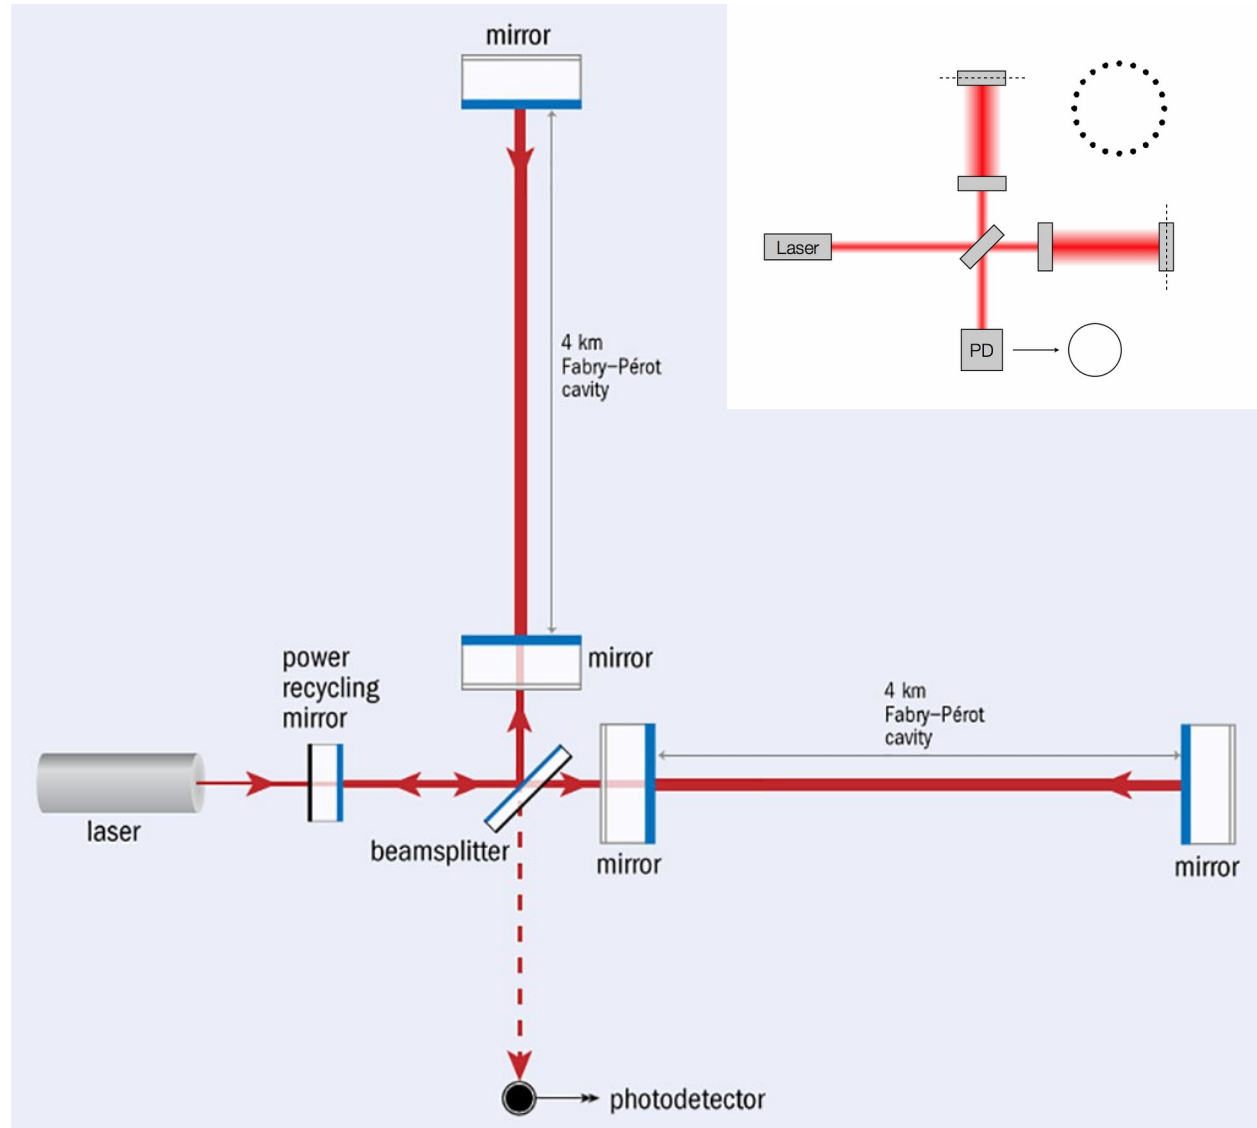 mirror
Laser
PD
4 km
Fabry–Pérot
cavity
power
recycling
mirror
mirror
4 km
Fabry–Pérot
cavity
laser
beamsplitter
mirror
mirror
photodetector